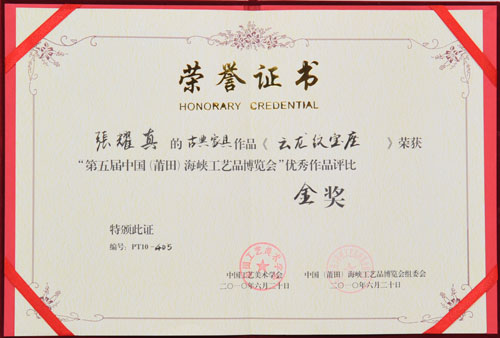 荣誉证书
HONORARY CREDENTIAL
張耀真的古典家具作品《云龙纹宝座》荣获
“第五届中国(莆田)海峡工艺品博览会”优秀作品评比
金奖
特颁此证
编号:PT10-405
中国工艺美术学会 中国(莆田)海峡工艺品博览会组委会
二〇一〇年六月二十日 二〇一〇年六月二十日